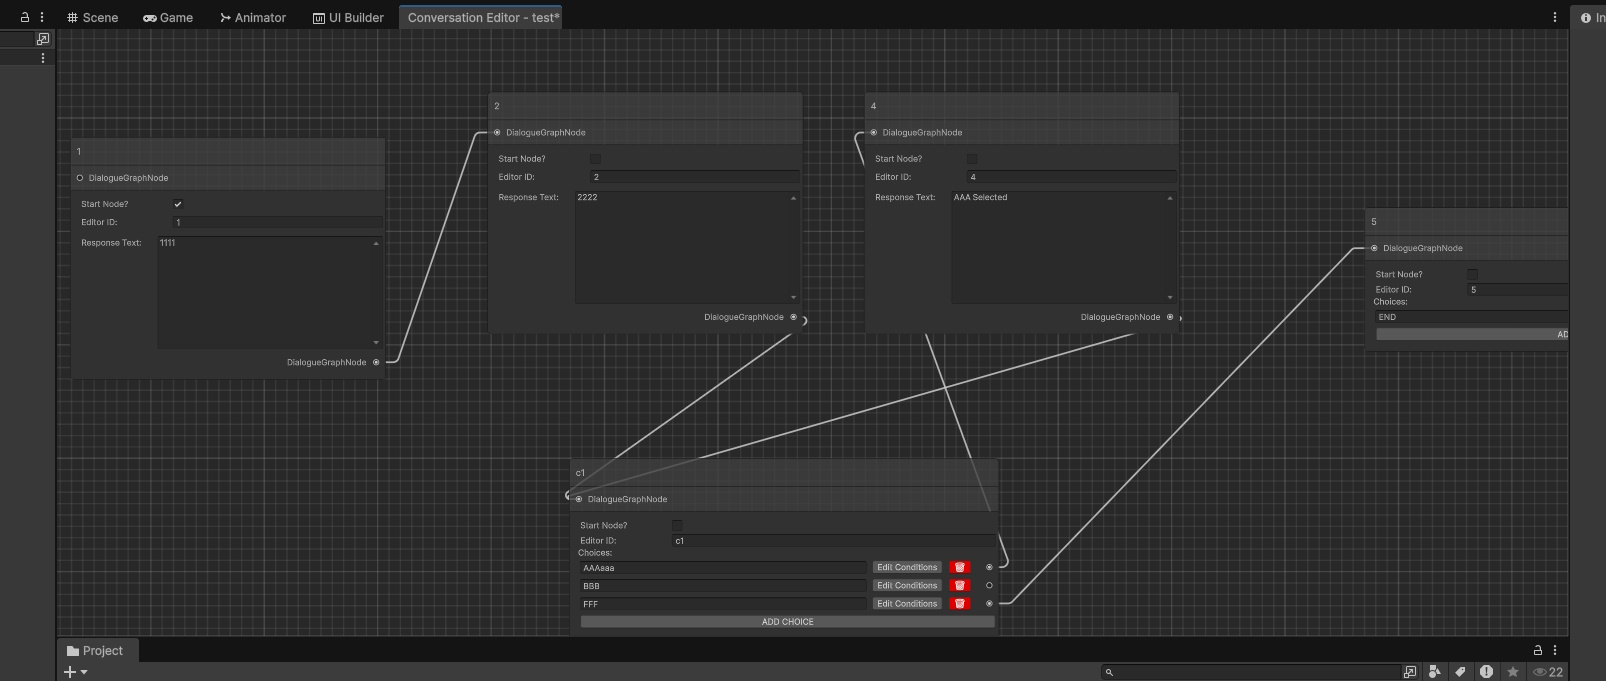 Scene
Game
Animator
UI Builder
Conversation Editor - test*
In
1
DialogueGraphNode
Start Node?
Editor ID: 1
Response Text: 1111
DialogueGraphNode
2
DialogueGraphNode
Start Node?
Editor ID: 2
Response Text: 2222
DialogueGraphNode
4
DialogueGraphNode
Start Node?
Editor ID: 4
Response Text: AAA Selected
DialogueGraphNode
5
DialogueGraphNode
Start Node?
Editor ID: 5
Choices:
END
AD
c1
DialogueGraphNode
Start Node?
Editor ID: c1
Choices:
AAAaaa Edit Conditions
BBB Edit Conditions
FFF Edit Conditions
ADD CHOICE
Project
22